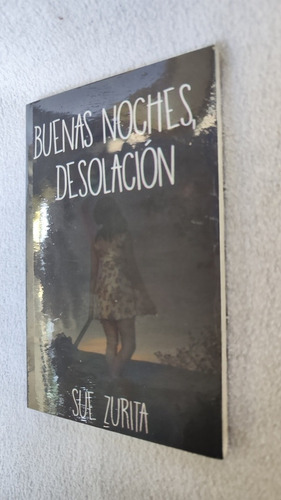 BUENAS NOCHES,
DESOLACIÓN
SUE ZURITA